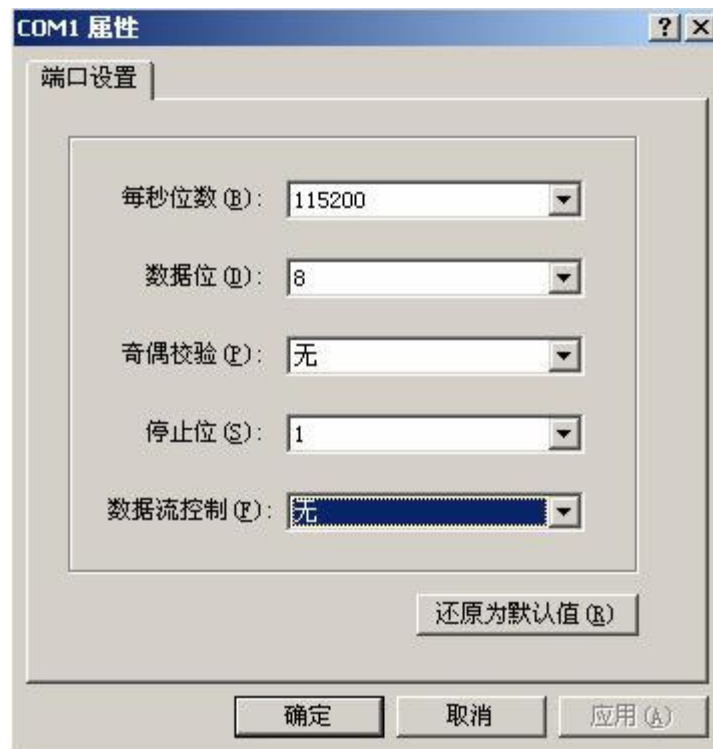 COM1 属性
端口设置
每秒位数(B): 115200
数据位(D): 8
奇偶校验(P): 无
停止位(S): 1
数据流控制(F): 无
还原为默认值(R)
确定 取消 应用(A)